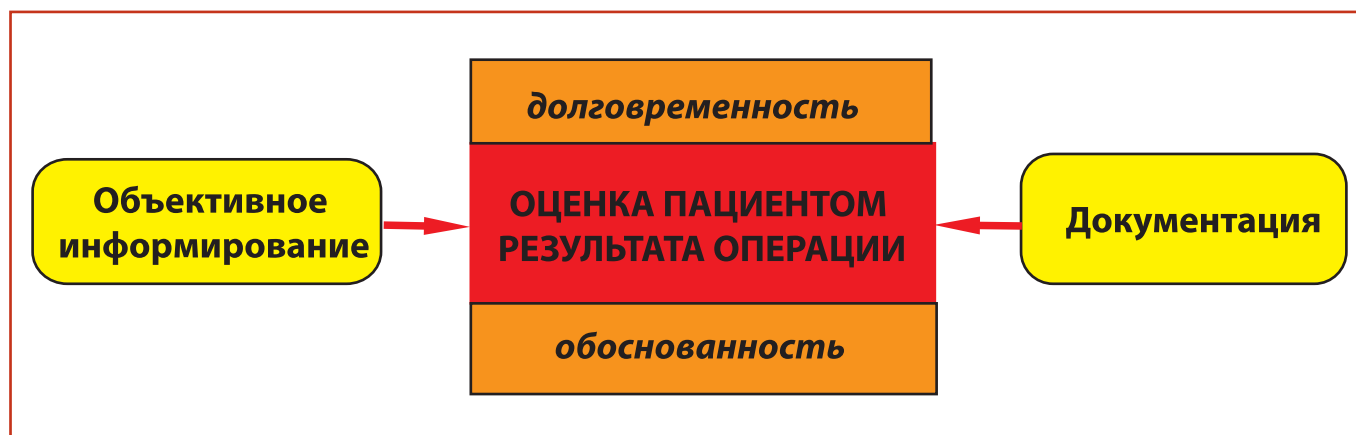 долговременность
Объективное
информирование
ОЦЕНКА ПАЦИЕНТОМ
РЕЗУЛЬТАТА ОПЕРАЦИИ
Документация
обоснованность